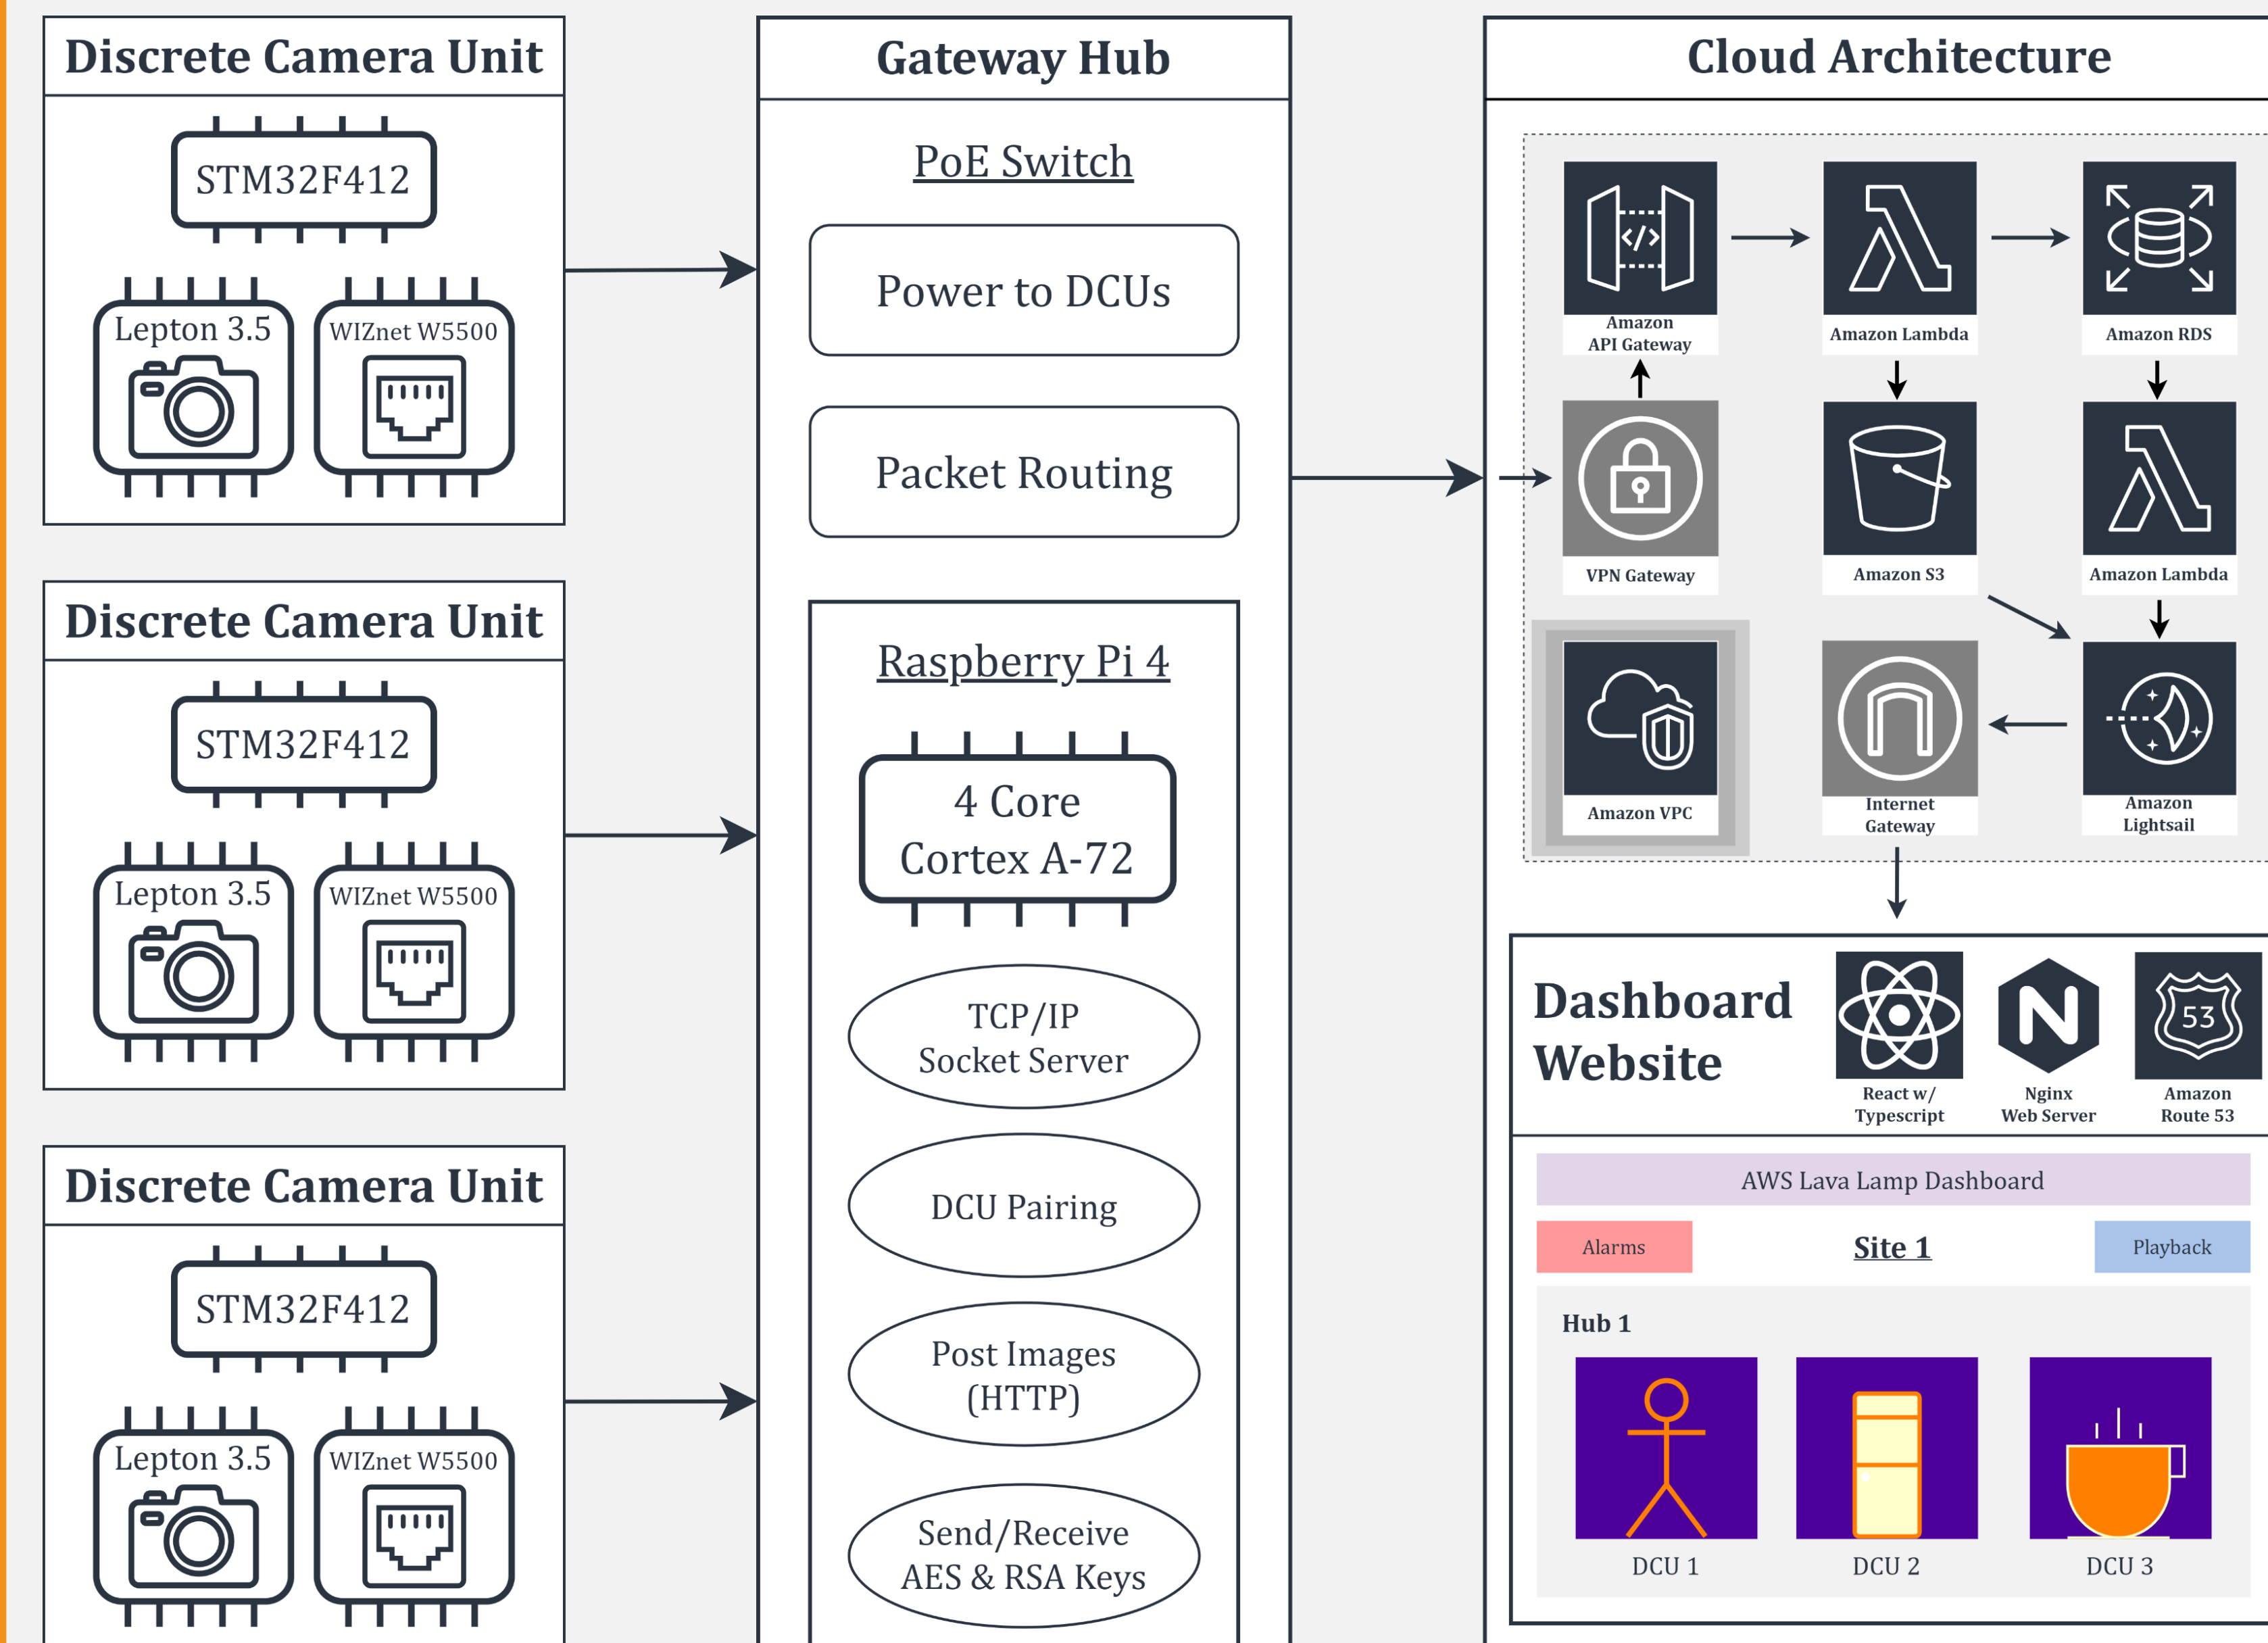 Discrete Camera Unit
STM32F412
Lepton 3.5
WIZnet W5500
Discrete Camera Unit
STM32F412
Lepton 3.5
WIZnet W5500
Discrete Camera Unit
STM32F412
Lepton 3.5
WIZnet W5500
Gateway Hub
PoE Switch
Power to DCUs
Packet Routing
Raspberry Pi 4
4 Core
Cortex A-72
TCP/IP
Socket Server
DCU Pairing
Post Images
(HTTP)
Send/Receive
AES & RSA Keys
Cloud Architecture
</>
Amazon
API Gateway
Amazon Lambda
Amazon RDS
VPN Gateway
Amazon S3
Amazon Lambda
Amazon VPC
Internet
Gateway
Amazon
Lightsail
Dashboard
Website
React w/
Typescript
N
Nginx
Web Server
53
Amazon
Route 53
AWS Lava Lamp Dashboard
Alarms
Site 1
Playback
Hub 1
DCU 1
DCU 2
DCU 3